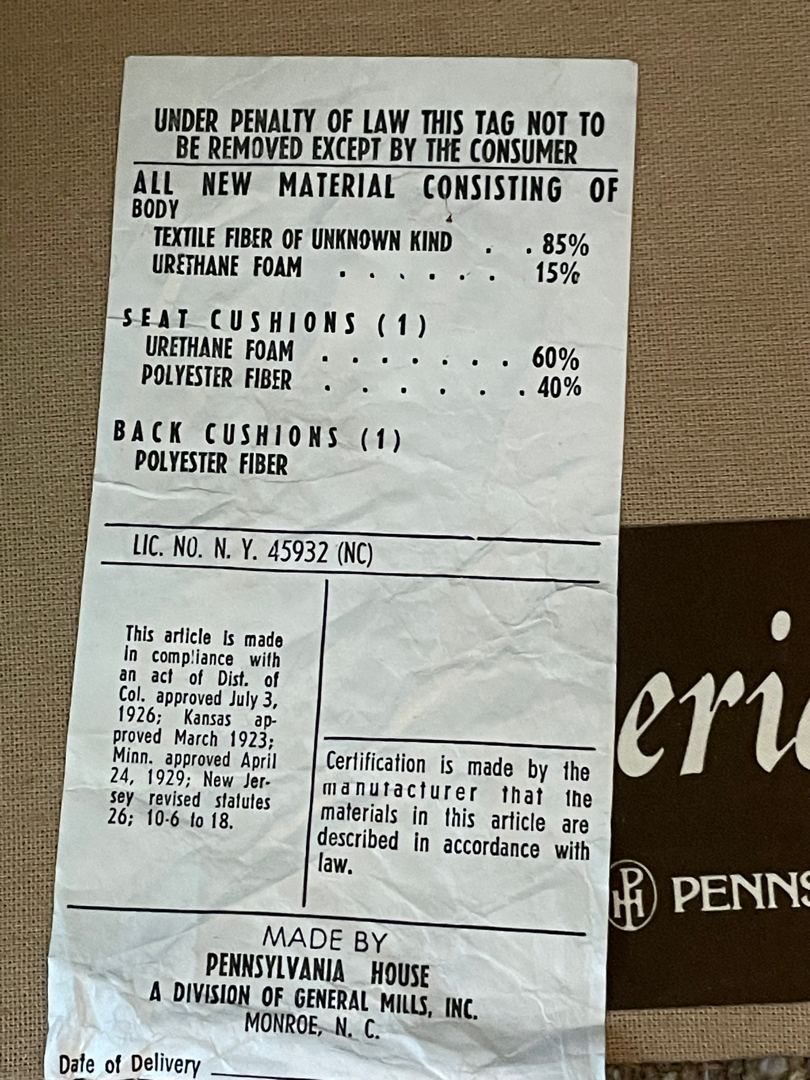 UNDER PENALTY OF LAW THIS TAG NOT TO
BE REMOVED EXCEPT BY THE CONSUMER
ALL NEW MATERIAL CONSISTING OF
BODY
TEXTILE FIBER OF UNKNOWN KIND . . 85%
URETHANE FOAM . . . . . . 15%
SEAT CUSHIONS (1)
URETHANE FOAM . . . . . . . 60%
POLYESTER FIBER . . . . . . 40%
BACK CUSHIONS (1)
POLYESTER FIBER
LIC. NO. N. Y. 45932 (NC)
This article is made
in compliance with
an act of Dist. of
Col. approved July 3,
1926; Kansas ap-
proved March 1923;
Minn. approved April
24, 1929; New Jer-
sey revised statutes
26; 10-6 to 18.
Certification is made by the
manufacturer that the
materials in this article are
described in accordance with
law.
MADE BY
PENNSYLVANIA HOUSE
A DIVISION OF GENERAL MILLS, INC.
MONROE, N. C.
Date of Delivery
eri
PH PENNS